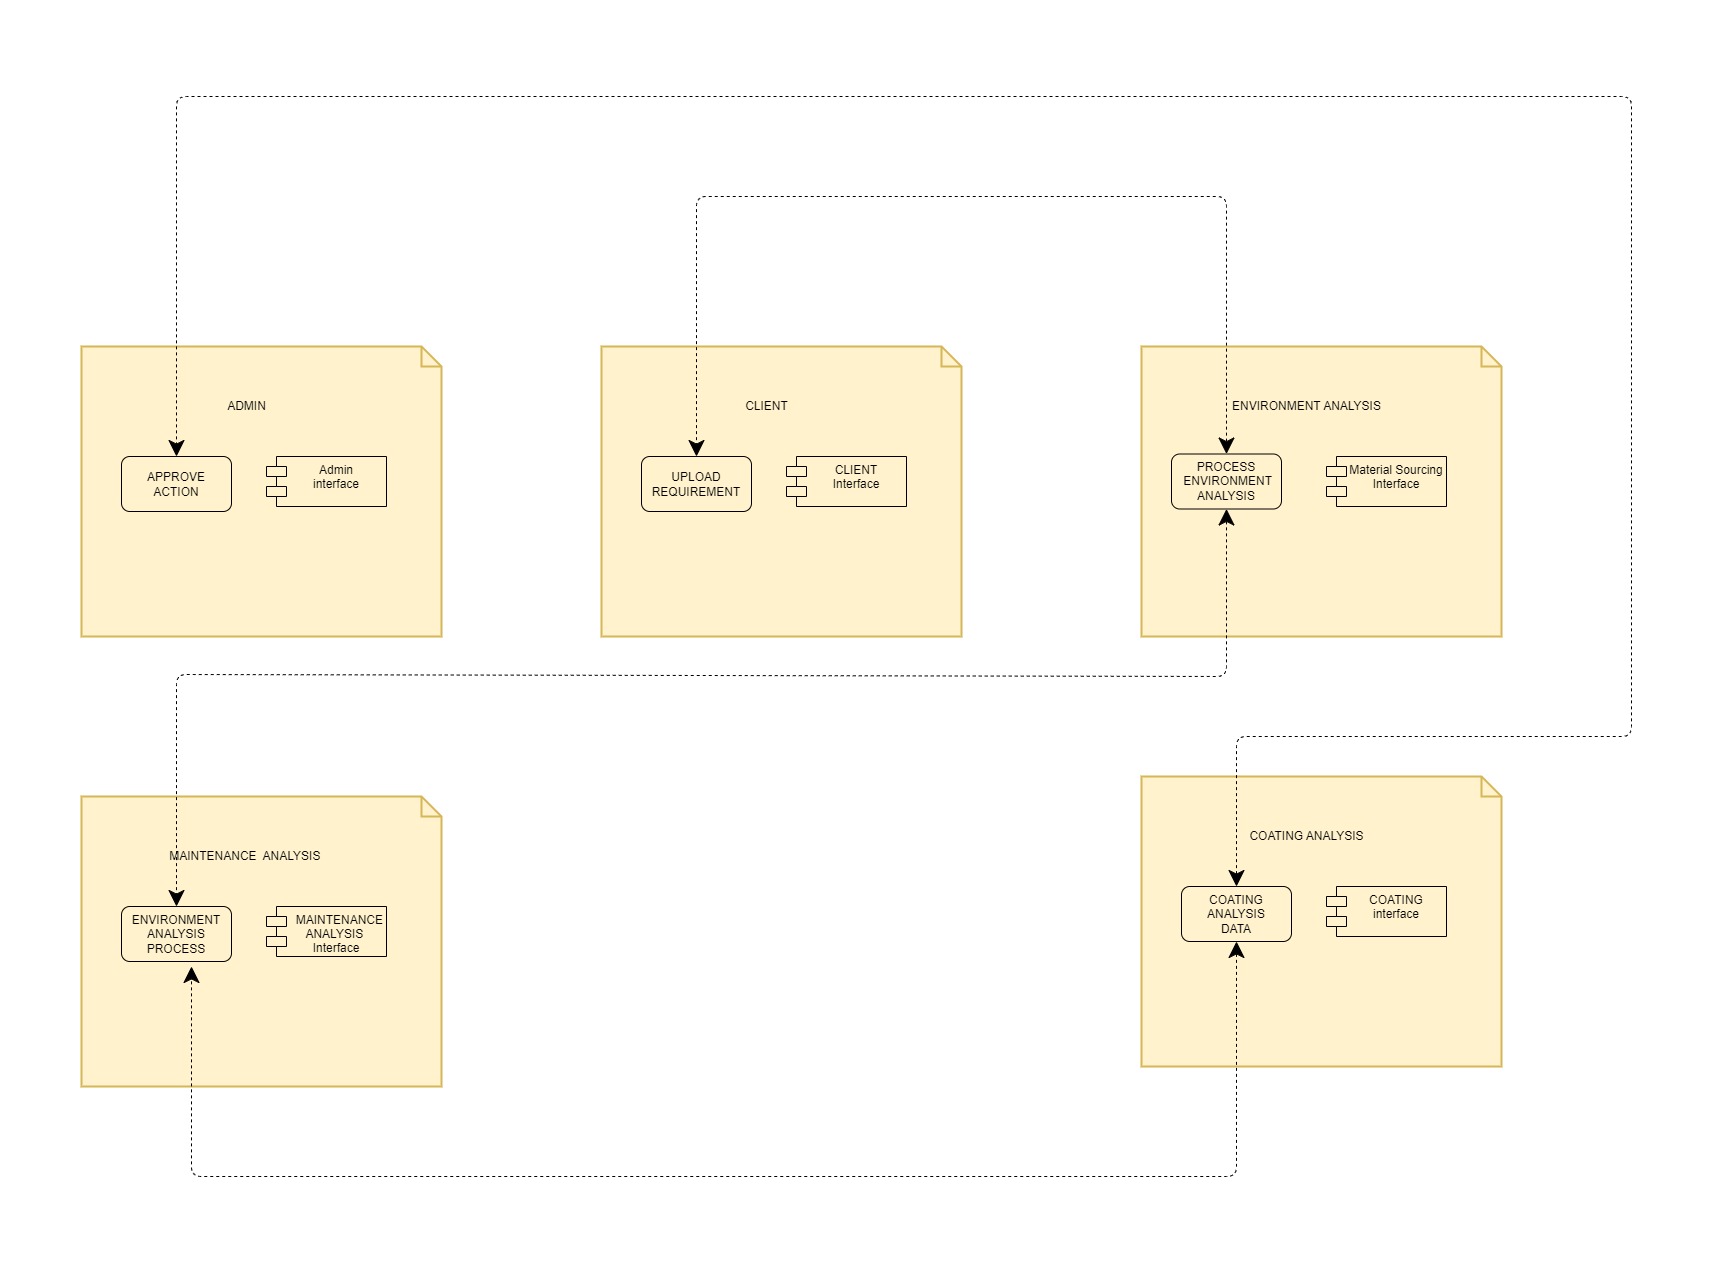 ADMIN
APPROVE
ACTION
Admin
interface
CLIENT
UPLOAD
REQUIREMENT
CLIENT
Interface
ENVIRONMENT ANALYSIS
PROCESS
ENVIRONMENT
ANALYSIS
Material Sourcing
Interface
MAINTENANCE  ANALYSIS
ENVIRONMENT
ANALYSIS
PROCESS
MAINTENANCE
ANALYSIS
Interface
COATING ANALYSIS
COATING
ANALYSIS
DATA
COATING
interface